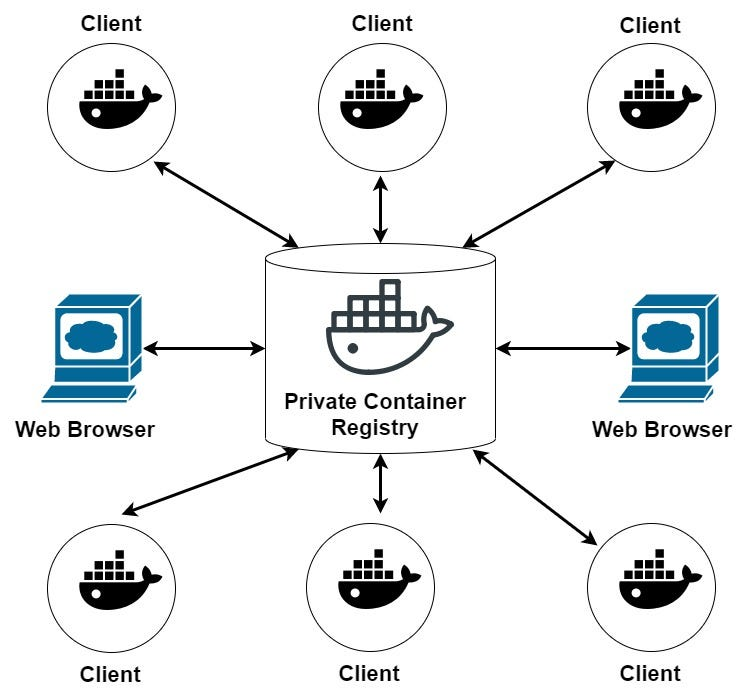 Client
Client
Client
Private Container
Registry
Web Browser
Web Browser
Client
Client
Client